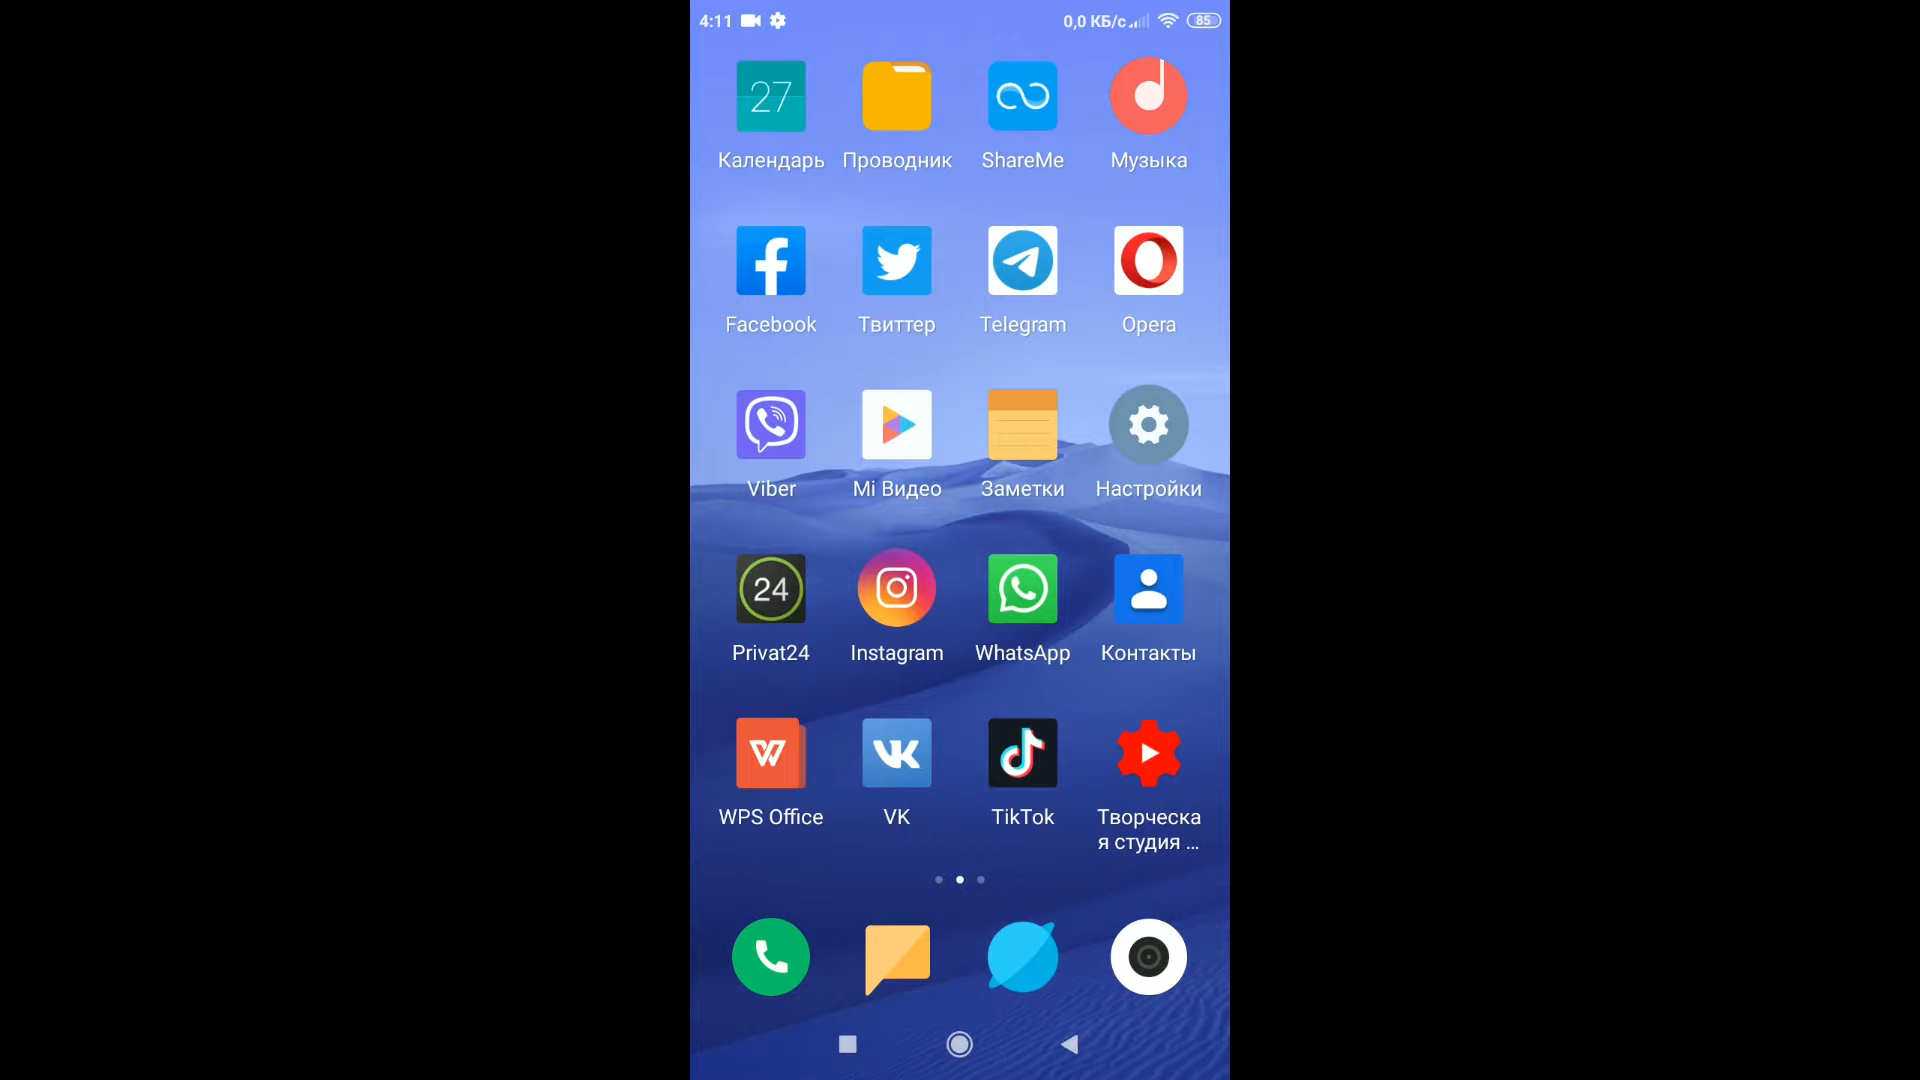 4:11
0,0 КБ/с
85
27
Календарь
Проводник
ShareMe
Музыка
Facebook
Твиттер
Telegram
Opera
Viber
Mi Видео
Заметки
Настройки
24
Privat24
Instagram
WhatsApp
Контакты
WPS Office
VK
TikTok
Творческа
я студия ...